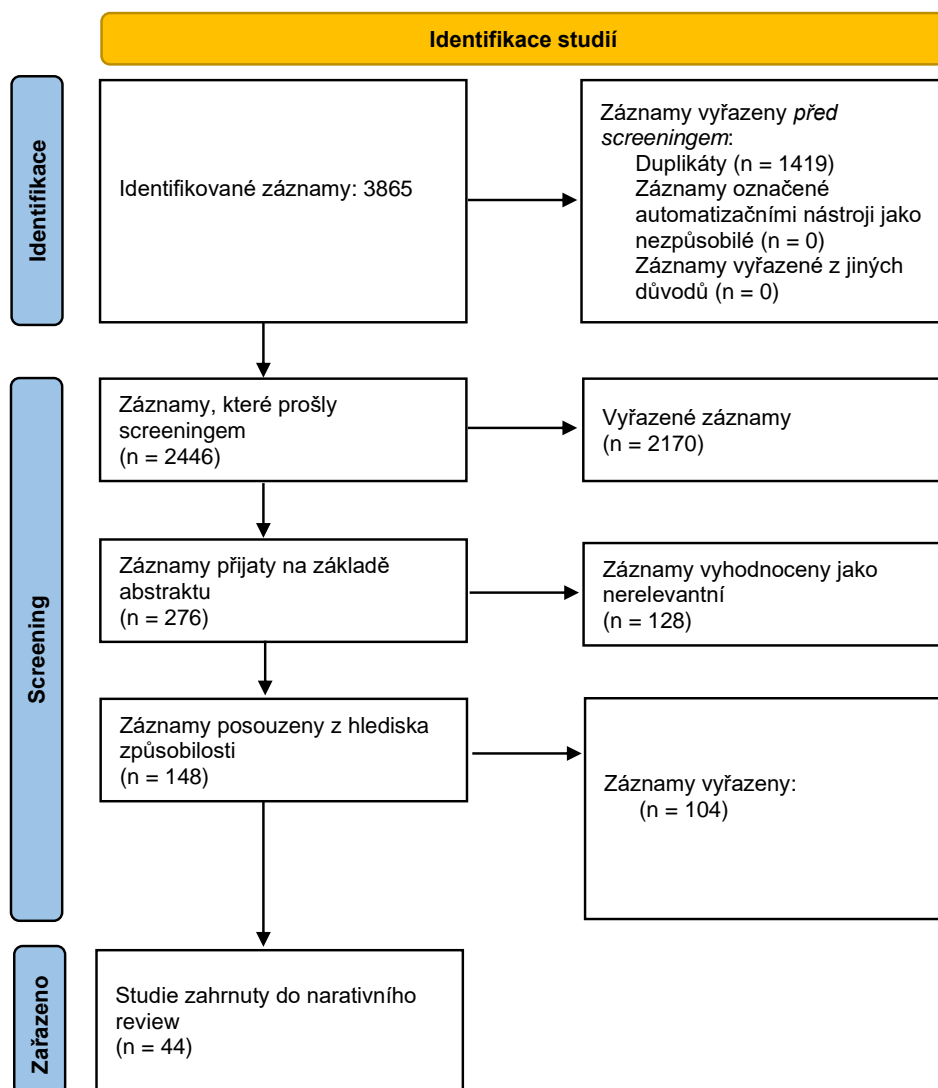 Identifikace studií
Identifikace
Identifikované záznamy: 3865
Záznamy vyřazeny před
screeningem:
Duplikáty (n = 1419)
Záznamy označené
automatizačními nástroji jako
nezpůsobilé (n = 0)
Záznamy vyřazené z jiných
důvodů (n = 0)
Screening
Záznamy, které prošly
screeningem
(n = 2446)
Vyřazené záznamy
(n = 2170)
Záznamy přijaty na základě
abstraktu
(n = 276)
Záznamy vyhodnoceny jako
nerelevantní
(n = 128)
Záznamy posouzeny z hlediska
způsobilosti
(n = 148)
Záznamy vyřazeny:
(n = 104)
Zařazeno
Studie zahrnuty do narativního
review
(n = 44)